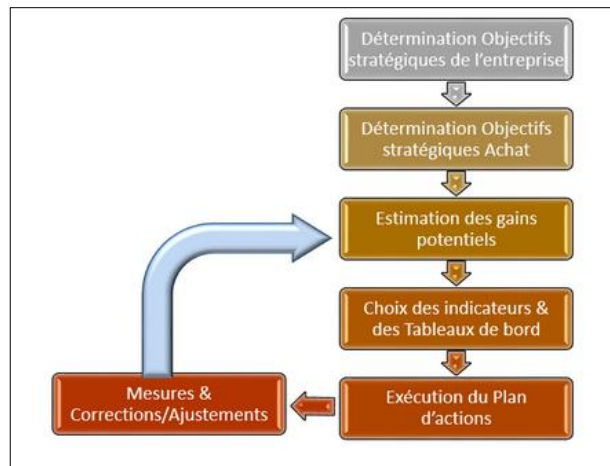 Détermination Objectifs
stratégiques de l'entreprise
Détermination Objectifs
stratégiques Achat
Estimation des gains
potentiels
Choix des indicateurs &
des Tableaux de bord
Exécution du Plan
d'actions
Mesures &
Corrections/Ajustements